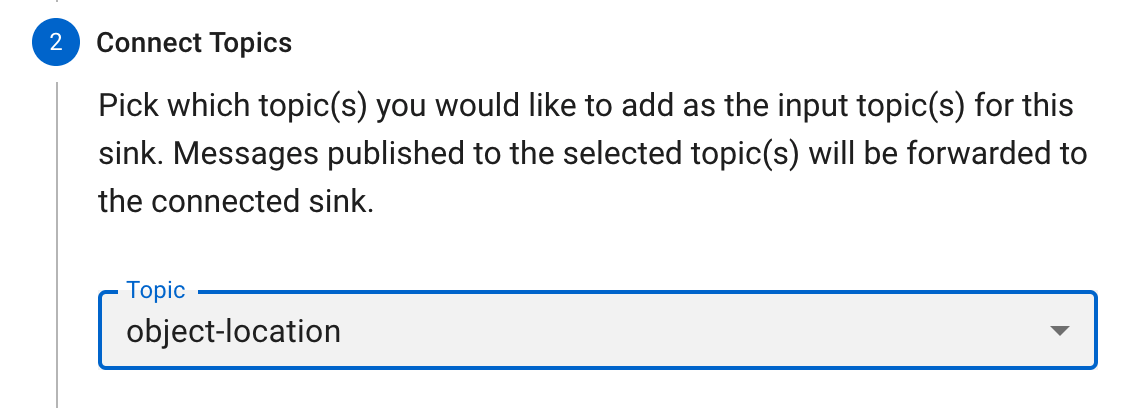 2
Connect Topics
Pick which topic(s) you would like to add as the input topic(s) for this
sink. Messages published to the selected topic(s) will be forwarded to
the connected sink.
Topic
object-location